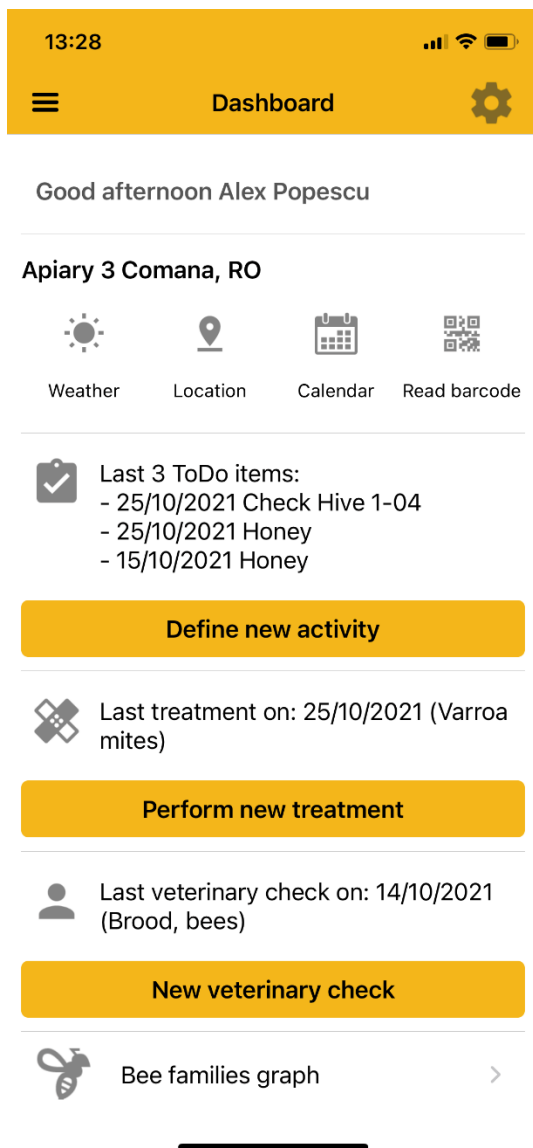 13:28
Dashboard
Good afternoon Alex Popescu
Apiary 3 Comana, RO
Weather
Location
Calendar
Read barcode
Last 3 ToDo items:
- 25/10/2021 Check Hive 1-04
- 25/10/2021 Honey
- 15/10/2021 Honey
Define new activity
Last treatment on: 25/10/2021 (Varroa
mites)
Perform new treatment
Last veterinary check on: 14/10/2021
(Brood, bees)
New veterinary check
Bee families graph